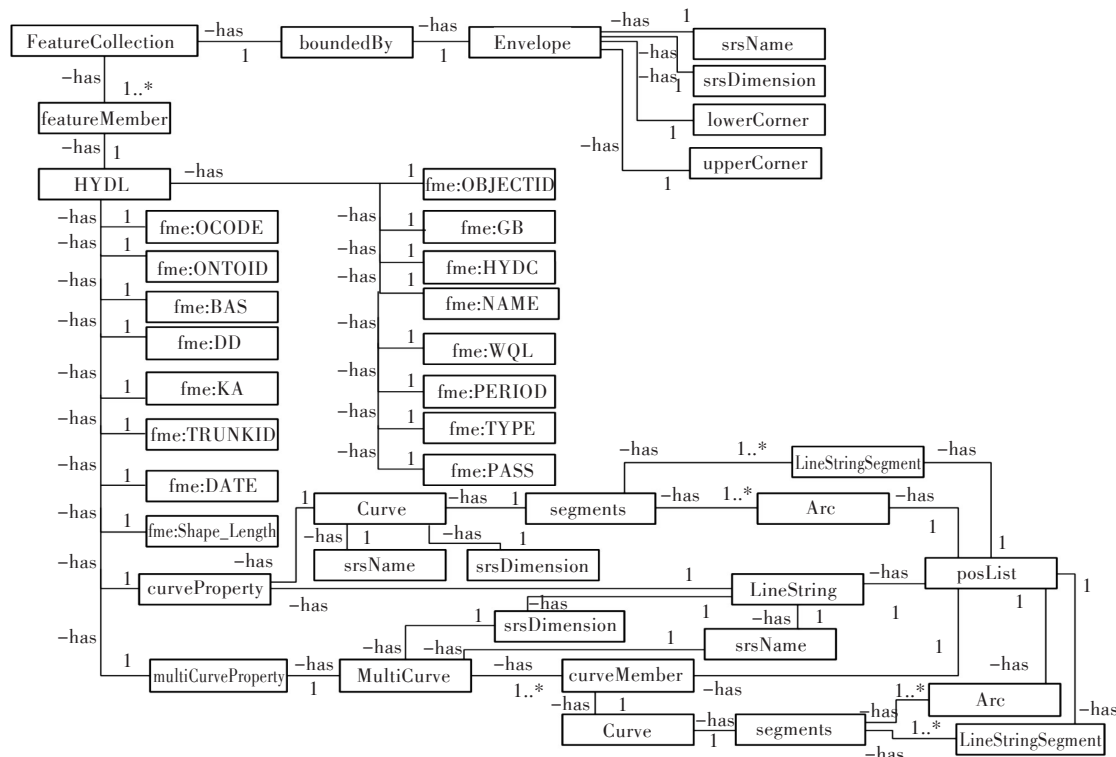 FeatureCollection
-has
1
boundedBy
-has
1
Envelope
-has
1
srsName
-has
1
srsDimension
-has
1
lowerCorner
-has
1
upperCorner
-has
1..*
featureMember
-has
1
HYDL
-has
1
fme:OBJECTID
-has
1
fme:OCODE
-has
1
fme:GB
-has
1
fme:ONTOID
-has
1
fme:HYDC
-has
1
fme:BAS
-has
1
fme:NAME
-has
1
fme:DD
-has
1
fme:WQL
-has
1
fme:KA
-has
1
fme:PERIOD
-has
1
fme:TRUNKID
-has
1
fme:TYPE
-has
1
fme:DATE
-has
1
fme:PASS
-has
1
fme:Shape_Length
-has
1
curveProperty
-has
1
Curve
-has
1
srsName
-has
1
srsDimension
-has
1
segments
-has
1..*
LineStringSegment
-has
1
-has
1..*
Arc
-has
1
posList
-has
1
LineString
-has
1
-has
1
srsDimension
-has
1
srsName
-has
1
multiCurveProperty
-has
1
MultiCurve
-has
1
-has
1
-has
1..*
curveMember
-has
1
-has
1
Curve
-has
1
segments
-has
1..*
Arc
-has
1
-has
1..*
LineStringSegment
-has
1